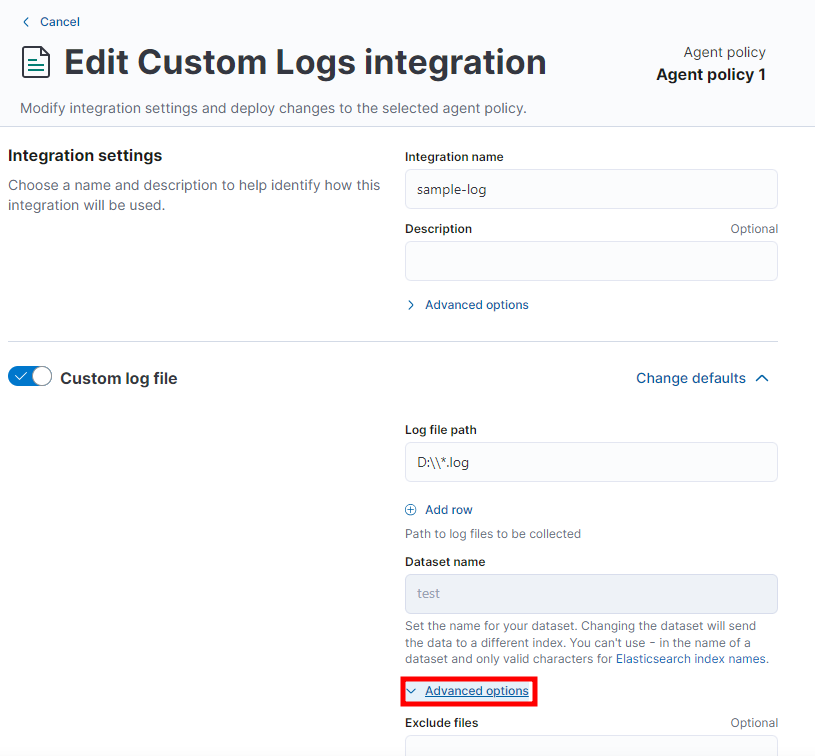 Cancel
Edit Custom Logs integration
Agent policy
Agent policy 1
Modify integration settings and deploy changes to the selected agent policy.
Integration settings
Choose a name and description to help identify how this
integration will be used.
Integration name
sample-log
Description
Optional
Advanced options
Custom log file
Change defaults
Log file path
D:\\*.log
Add row
Path to log files to be collected
Dataset name
test
Set the name for your dataset. Changing the dataset will send
the data to a different index. You can't use - in the name of a
dataset and only valid characters for Elasticsearch index names.
Advanced options
Exclude files
Optional